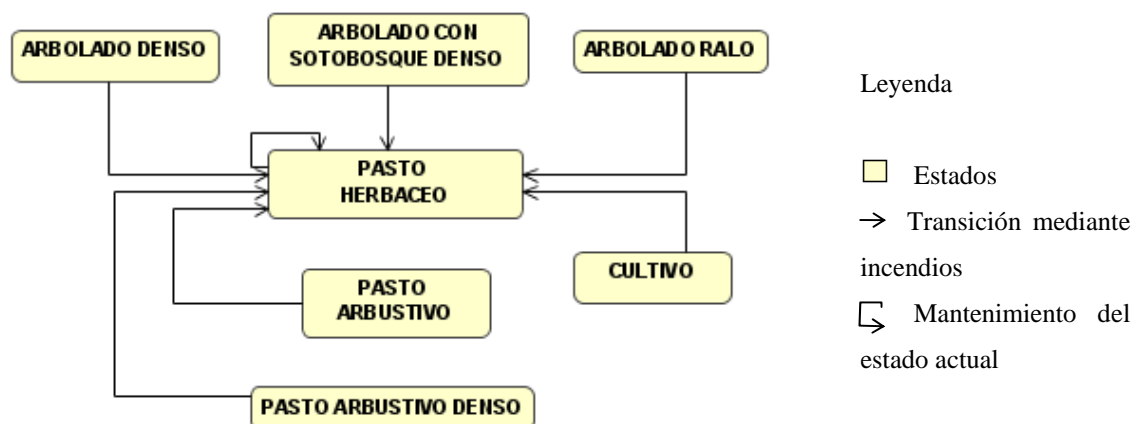 ARBOLADO DENSO
ARBOLADO CON
SOTOBOSQUE DENSO
ARBOLADO RALO
PASTO
HERBACEO
PASTO
ARBUSTIVO
CULTIVO
PASTO ARBUSTIVO DENSO
Leyenda
Estados
Transición mediante
incendios
Mantenimiento del
estado actual